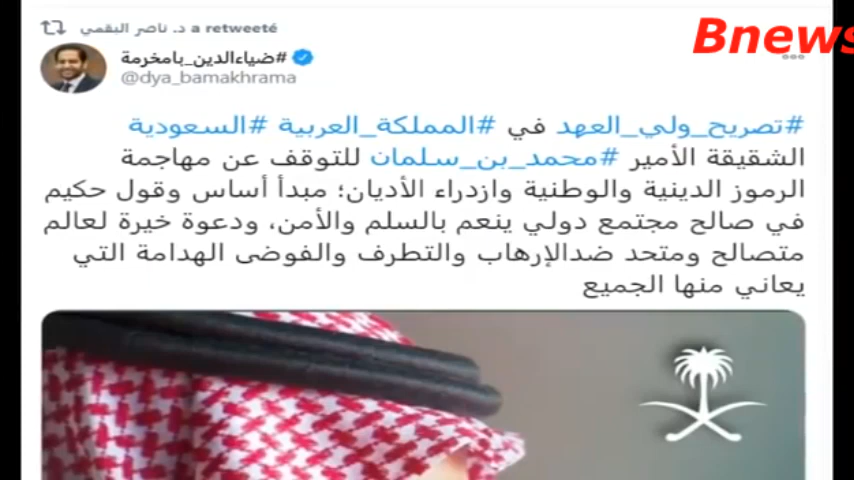 د. ناصر البقمي a retweeté
Bnews
#ضياءالدين_بامخرمة
@dya_bamakhrama
#تصريح_ولي_العهد في #المملكة_العربية #السعودية
الشقيقة الأمير #محمد_بن_سلمان للتوقف عن مهاجمة
الرموز الدينية والوطنية وازدراء الأديان؛ مبدأ أساس وقول حكيم
في صالح مجتمع دولي ينعم بالسلم والأمن، ودعوة خيرة لعالم
متصالح ومتحد ضدالإرهاب والتطرف والفوضى الهدامة التي
يعاني منها الجميع